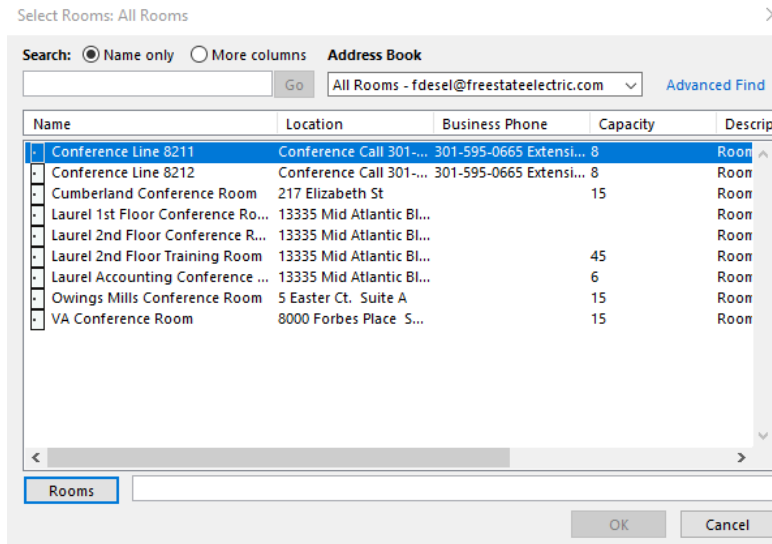 Select Rooms: All Rooms
Search: Name only More columns Address Book
Go All Rooms - fdesel@freestateelectric.com Advanced Find
Name Location Business Phone Capacity Descrip
Conference Line 8211 Conference Call 301-... 301-595-0665 Extensi... 8 Room
Conference Line 8212 Conference Call 301-... 301-595-0665 Extensi... 8 Room
Cumberland Conference Room 217 Elizabeth St 15 Room
Laurel 1st Floor Conference Ro... 13335 Mid Atlantic Bl... Room
Laurel 2nd Floor Conference R... 13335 Mid Atlantic Bl... Room
Laurel 2nd Floor Training Room 13335 Mid Atlantic Bl... 45 Room
Laurel Accounting Conference ... 13335 Mid Atlantic Bl... 6 Room
Owings Mills Conference Room 5 Easter Ct. Suite A 15 Room
VA Conference Room 8000 Forbes Place S... 15 Room
Rooms
OK Cancel